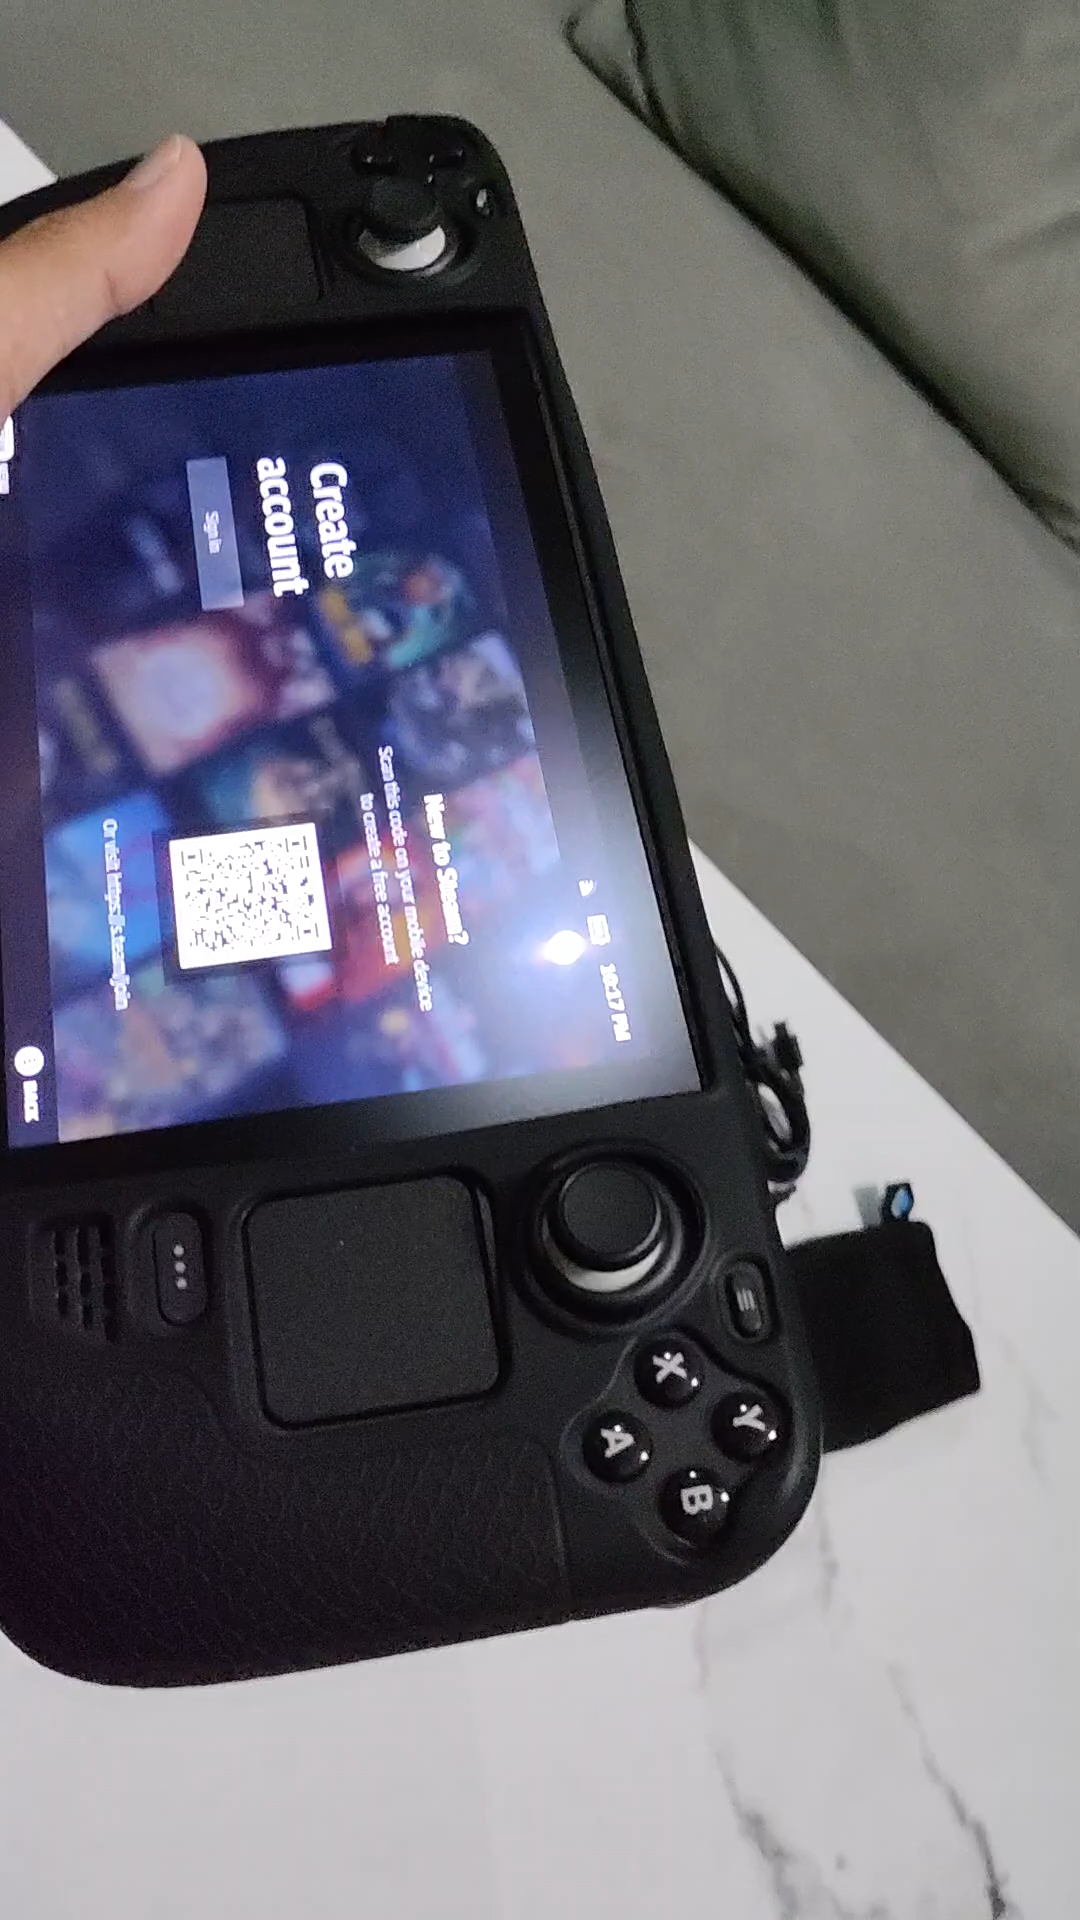 10:17 PM
Create
account
Sign In
New to Steam?
Scan this code on your mobile device
to create a free account
Or visit https://s.team/join
B BACK
X
Y
A
B